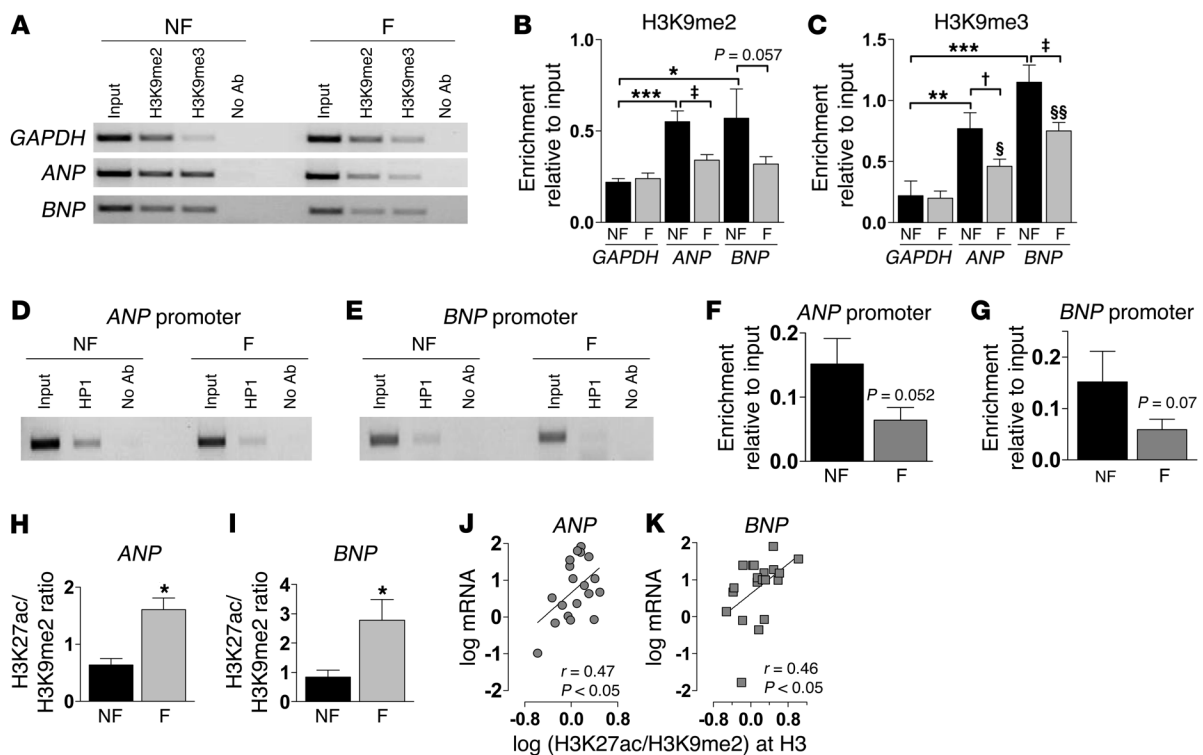 A
NF
F
Input
H3K9me2
H3K9me3
No Ab
Input
H3K9me2
H3K9me3
No Ab
GAPDH
ANP
BNP
B
H3K9me2
Enrichment
relative to input
1.0
0.5
0.0
*
***
‡
P = 0.057
NF F NF F NF F
GAPDH ANP BNP
C
H3K9me3
Enrichment
relative to input
1.5
1.0
0.5
0.0
***
‡
**
†
§
§§
NF F NF F NF F
GAPDH ANP BNP
D
ANP promoter
NF
F
Input
HP1
No Ab
Input
HP1
No Ab
E
BNP promoter
NF
F
Input
HP1
No Ab
Input
HP1
No Ab
F
ANP promoter
Enrichment
relative to input
0.2
0.1
0.0
P = 0.052
NF F
G
BNP promoter
Enrichment
relative to input
0.2
0.1
0.0
P = 0.07
NF F
H
ANP
H3K27ac/
H3K9me2 ratio
2
1
0
*
NF F
I
BNP
H3K27ac/
H3K9me2 ratio
4
3
2
1
0
*
NF F
J
ANP
log mRNA
2
1
0
-1
-2
r = 0.47
P < 0.05
-0.8 0.0 0.8
K
BNP
log mRNA
2
1
0
-1
-2
r = 0.46
P < 0.05
-0.8 0.0 0.8
log (H3K27ac/H3K9me2) at H3